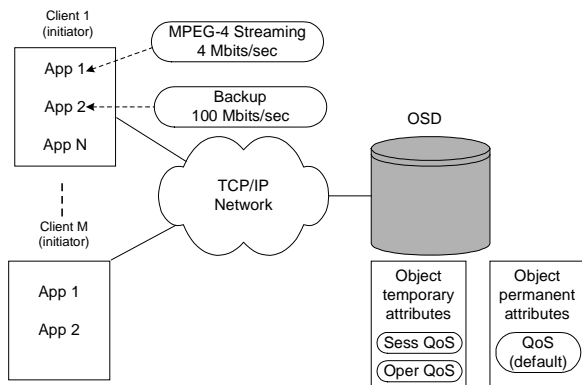 Client 1
(initiator)
App 1
App 2
App N
MPEG-4 Streaming
4 Mbits/sec
Backup
100 Mbits/sec
TCP/IP
Network
OSD
Client M
(initiator)
App 1
App 2
Object
temporary
attributes
Sess QoS
Oper QoS
Object
permanent
attributes
QoS
(default)